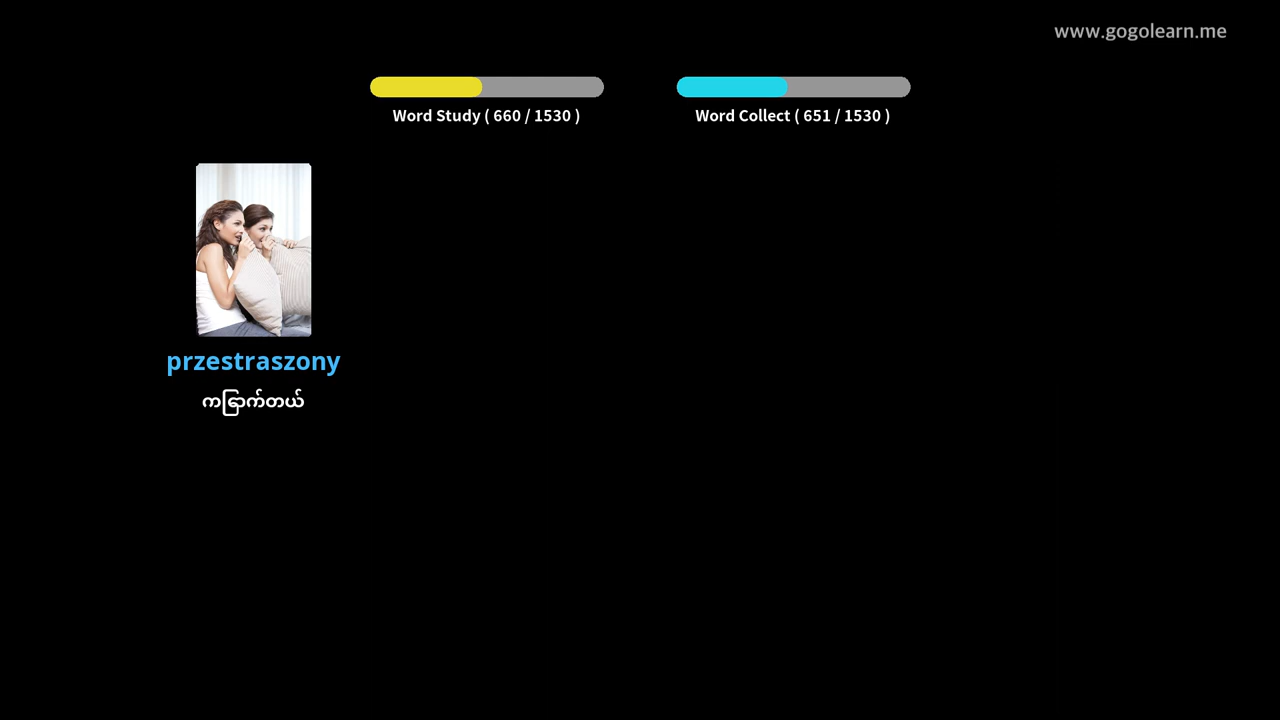 www.gogolearn.me
Word Study ( 660 / 1530 )
Word Collect ( 651 / 1530 )
przestraszony
ကြောက်တယ်